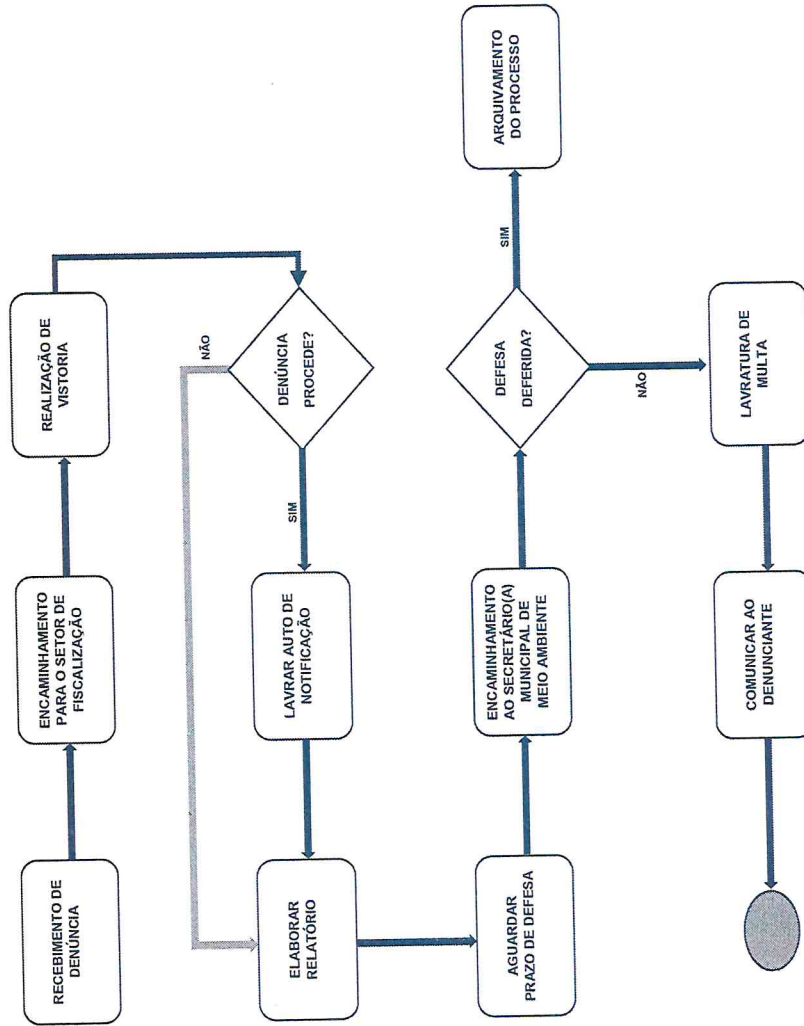 RECEBIMENTO DE
DENÚNCIA
ENCAMINHAMENTO
PARA O SETOR DE
FISCALIZAÇÃO
REALIZAÇÃO DE
VISTORIA
DENÚNCIA
PROCEDE?
NÃO
SIM
LAVRAR AUTO DE
NOTIFICAÇÃO
ELABORAR
RELATÓRIO
AGUARDAR
PRAZO DE DEFESA
ENCAMINHAMENTO
AO SECRETÁRIO(A)
MUNICIPAL DE
MEIO AMBIENTE
DEFESA
DEFERIDA?
SIM
ARQUIVAMENTO
DO PROCESSO
NÃO
LAVRATURA DE
MULTA
COMUNICAR AO
DENUNCIANTE